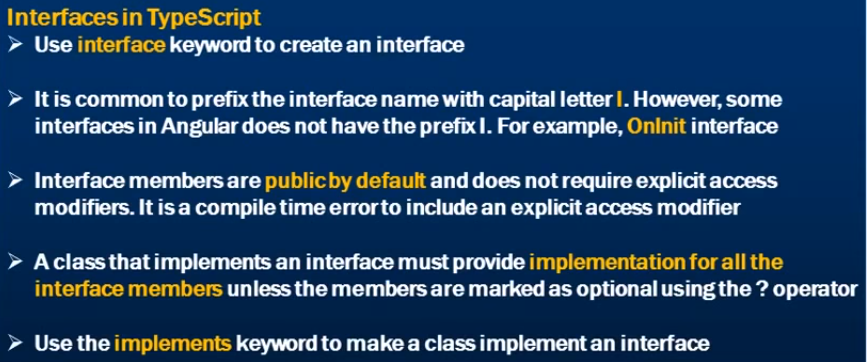 Interfaces in TypeScript
➢ Use interface keyword to create an interface
➢ It is common to prefix the interface name with capital letter I. However, some
interfaces in Angular does not have the prefix I. For example, OnInit interface
➢ Interface members are public by default and does not require explicit access
modifiers. It is a compile time error to include an explicit access modifier
➢ A class that implements an interface must provide implementation for all the
interface members unless the members are marked as optional using the ? operator
➢ Use the implements keyword to make a class implement an interface